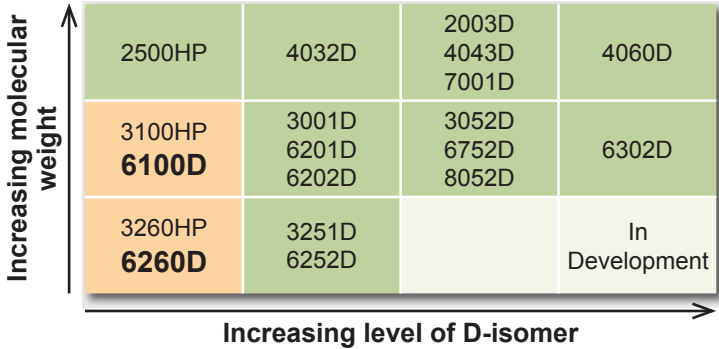 Increasing molecular
weight
2500HP
4032D
2003D
4043D
7001D
4060D
3100HP
6100D
3001D
6201D
6202D
3052D
6752D
8052D
6302D
3260HP
6260D
3251D
6252D
In
Development
Increasing level of D-isomer